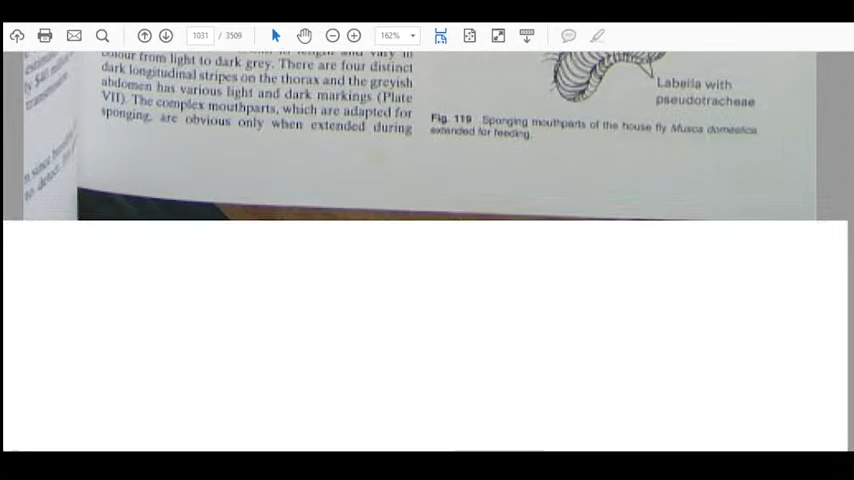 1031 / 3509
162%
colour from light to dark grey. There are four distinct
dark longitudinal stripes on the thorax and the greyish
abdomen has various light and dark markings (Plate
VII). The complex mouthparts, which are adapted for
sponging, are obvious only when extended during
Labella with
pseudotracheae
Fig. 119 Sponging mouthparts of the house fly Musca domestica
extended for feeding.